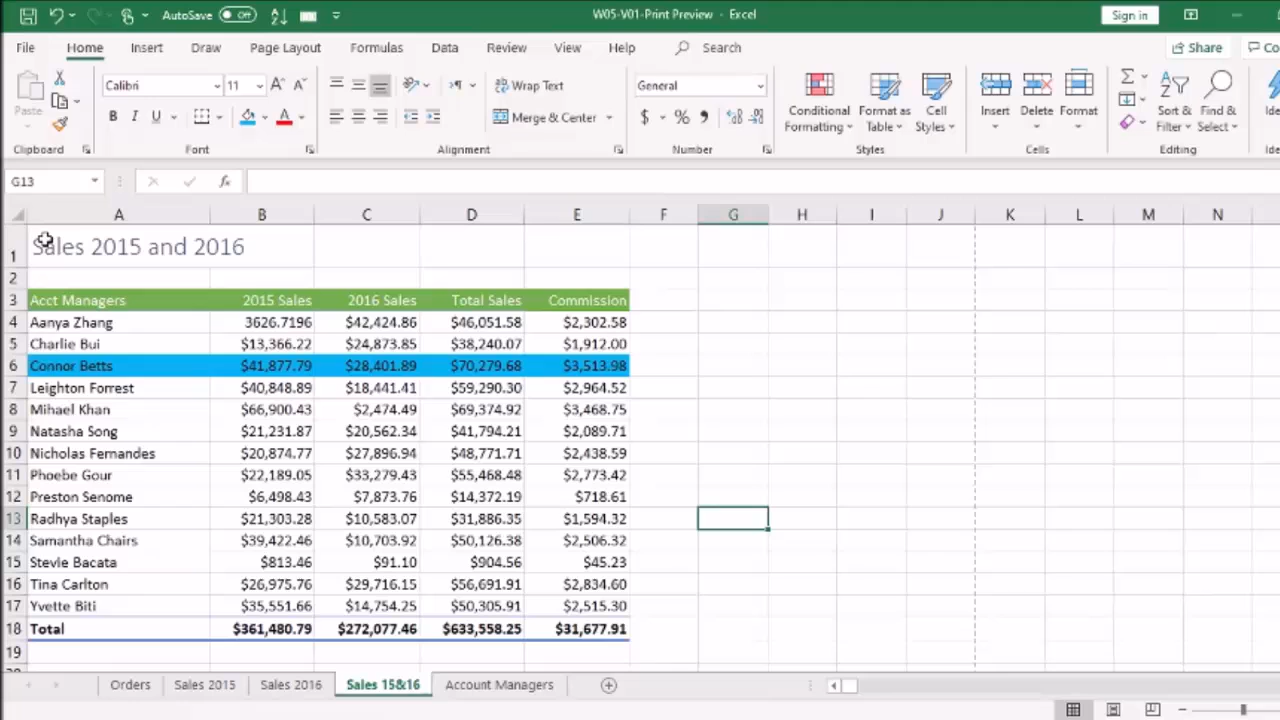 AutoSave Off W05-V01-Print Preview - Excel Sign in
File Home Insert Draw Page Layout Formulas Data Review View Help Search Share Co
Paste Calibri 11 Wrap Text General Conditional Formatting Format as Table Cell Styles Insert Delete Format Sort & Filter Find & Select Ide
B I U Merge & Center $ %
Clipboard Font Alignment Number Styles Cells Editing Ide
G13 fx
A B C D E F G H I J K L M N
1 Sales 2015 and 2016
2
3 Acct Managers 2015 Sales 2016 Sales Total Sales Commission
4 Aanya Zhang 3626.7196 $42,424.86 $46,051.58 $2,302.58
5 Charlie Bui $13,366.22 $24,873.85 $38,240.07 $1,912.00
6 Connor Betts $41,877.79 $28,401.89 $70,279.68 $3,513.98
7 Leighton Forrest $40,848.89 $18,441.41 $59,290.30 $2,964.52
8 Mihael Khan $66,900.43 $2,474.49 $69,374.92 $3,468.75
9 Natasha Song $21,231.87 $20,562.34 $41,794.21 $2,089.71
10 Nicholas Fernandes $20,874.77 $27,896.94 $48,771.71 $2,438.59
11 Phoebe Gour $22,189.05 $33,279.43 $55,468.48 $2,773.42
12 Preston Senome $6,498.43 $7,873.76 $14,372.19 $718.61
13 Radhya Staples $21,303.28 $10,583.07 $31,886.35 $1,594.32
14 Samantha Chairs $39,422.46 $10,703.92 $50,126.38 $2,506.32
15 Stevle Bacata $813.46 $91.10 $904.56 $45.23
16 Tina Carlton $26,975.76 $29,716.15 $56,691.91 $2,834.60
17 Yvette Biti $35,551.66 $14,754.25 $50,305.91 $2,515.30
18 Total $361,480.79 $272,077.46 $633,558.25 $31,677.91
19
Orders Sales 2015 Sales 2016 Sales 15&16 Account Managers